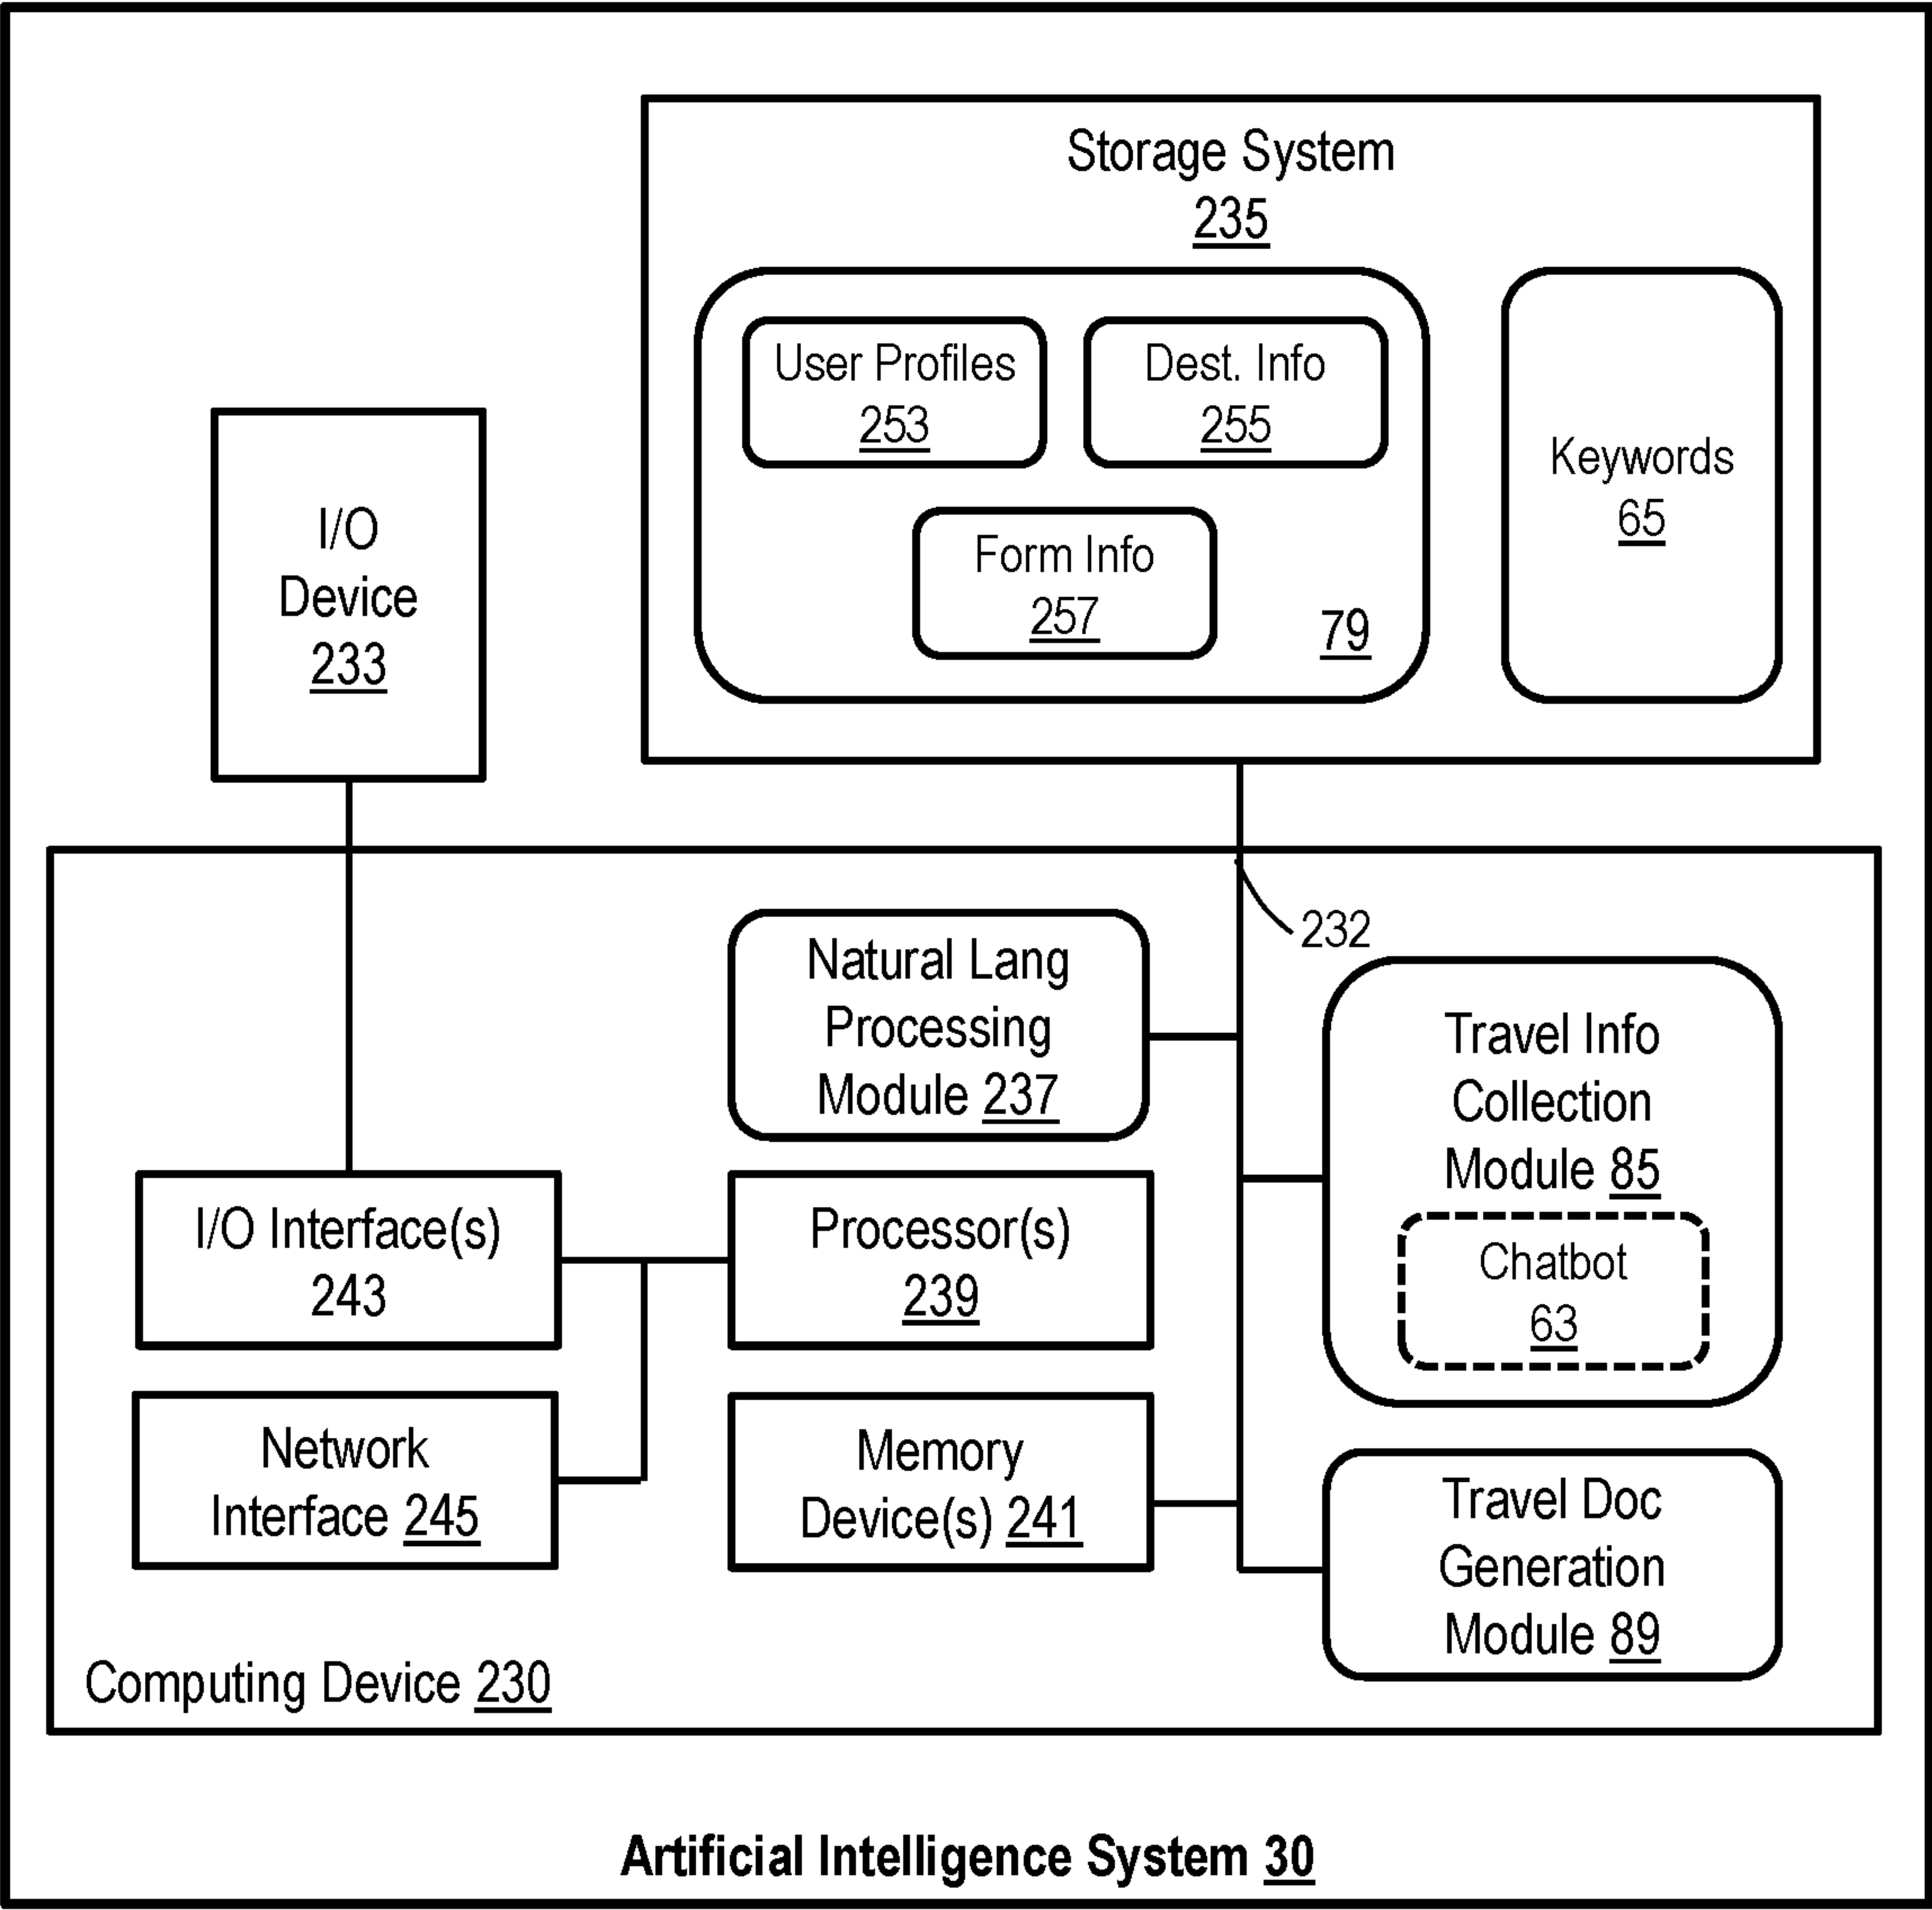 Storage System
235
User Profiles
253
Dest. Info
255
Form Info
257
79
Keywords
65
I/O
Device
233
232
Natural Lang
Processing
Module 237
Travel Info
Collection
Module 85
Chatbot
63
I/O Interface(s)
243
Processor(s)
239
Network
Interface 245
Memory
Device(s) 241
Travel Doc
Generation
Module 89
Computing Device 230
Artificial Intelligence System 30